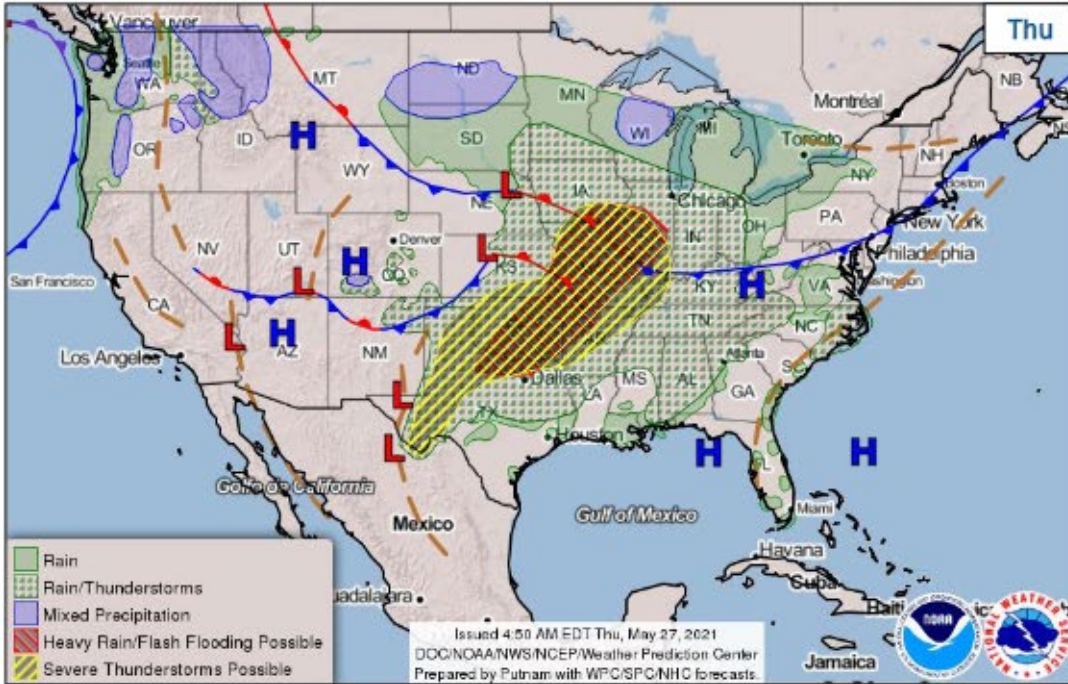 Thu
Vancouver
Seattle
WA
MT
ND
MN
Montréal
NB
OR
ID
SD
WI
MI
Toronto
NH
H
WY
L
IA
NY
Boston
NE
Chicago
PA
New York
NV
UT
Denver
L
OH
Philadelphia
San Francisco
H
CO
KS
IN
L
H
KY
VA
CA
H
AZ
NM
TN
NC
L
Los Angeles
Atlanta
SC
L
Dallas
MS
AL
GA
LA
TX
L
Houston
H
H
FL
Golfo de California
Mexico
Gulf of Mexico
Miami
Havana
Cuba
Jamaica
Rain
Rain/Thunderstorms
Mixed Precipitation
Heavy Rain/Flash Flooding Possible
Severe Thunderstorms Possible
Issued 4:50 AM EDT Thu, May 27, 2021
DOC/NOAA/NWS/NCEP/Weather Prediction Center
Prepared by Putnam with WPC/SPC/NHC forecasts.
NOAA
NATIONAL WEATHER SERVICE